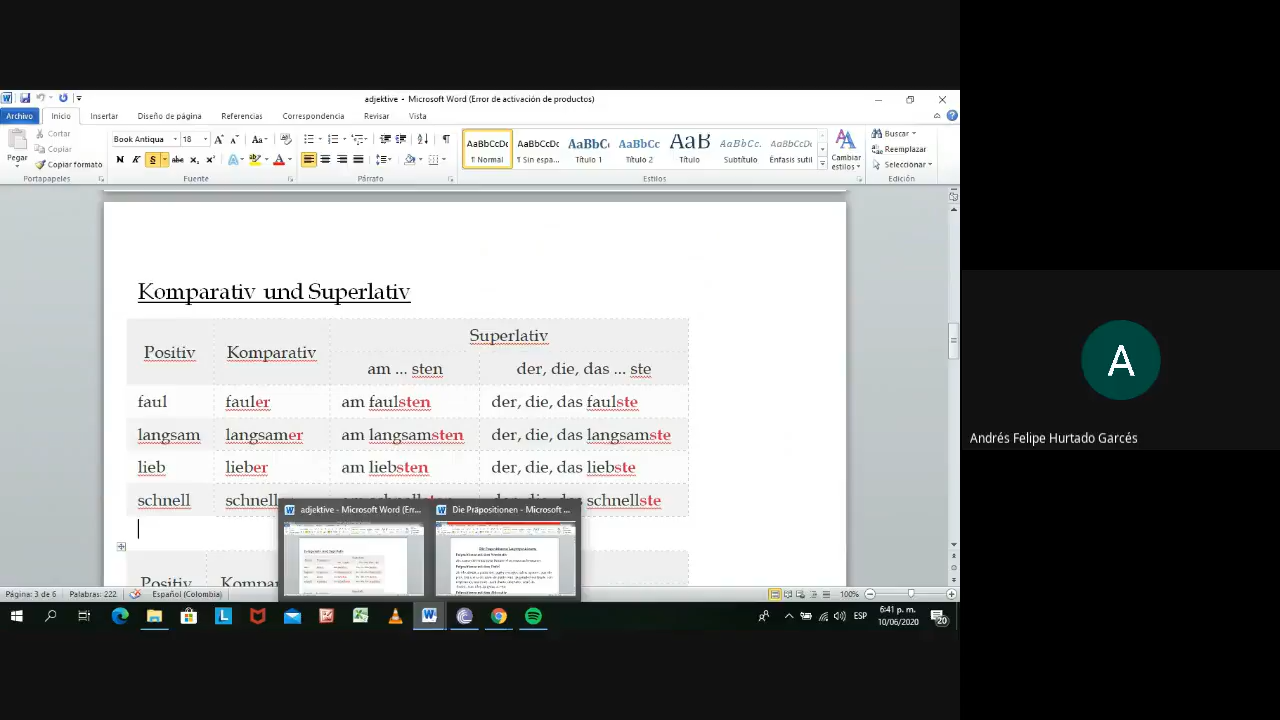 adjektive - Microsoft Word (Error de activación de productos)
Archivo Inicio Insertar Diseño de página Referencias Correspondencia Revisar Vista
Pegar
Cortar
Copiar
Copiar formato
Portapapeles
Book Antiqua 18
Fuente
Párrafo
AaBbCcDc AaBbCcDc AaBbC AaBbCc AaB AaBbCc. AaBbCcDc
¶ Normal ¶ Sin espa... Título 1 Título 2 Título Subtítulo Énfasis sutil
Estilos
Cambiar estilos
Buscar
Reemplazar
Seleccionar
Edición
Komparativ und Superlativ
Positiv Komparativ Superlativ
am ... sten der, die, das ... ste
faul fauler am faulsten der, die, das faulste
langsam langsamer am langsamsten der, die, das langsamste
lieb lieber am liebsten der, die, das liebste
schnell schnell schnellste
adjektive - Microsoft Word (Err... Die Präpositionen - Microsoft ...
Positiv Kompar
Página: 3 de 6 Palabras: 222 Español (Colombia) 100%
ESP 6:41 p. m.
10/06/2020 20
A
Andrés Felipe Hurtado Garcés